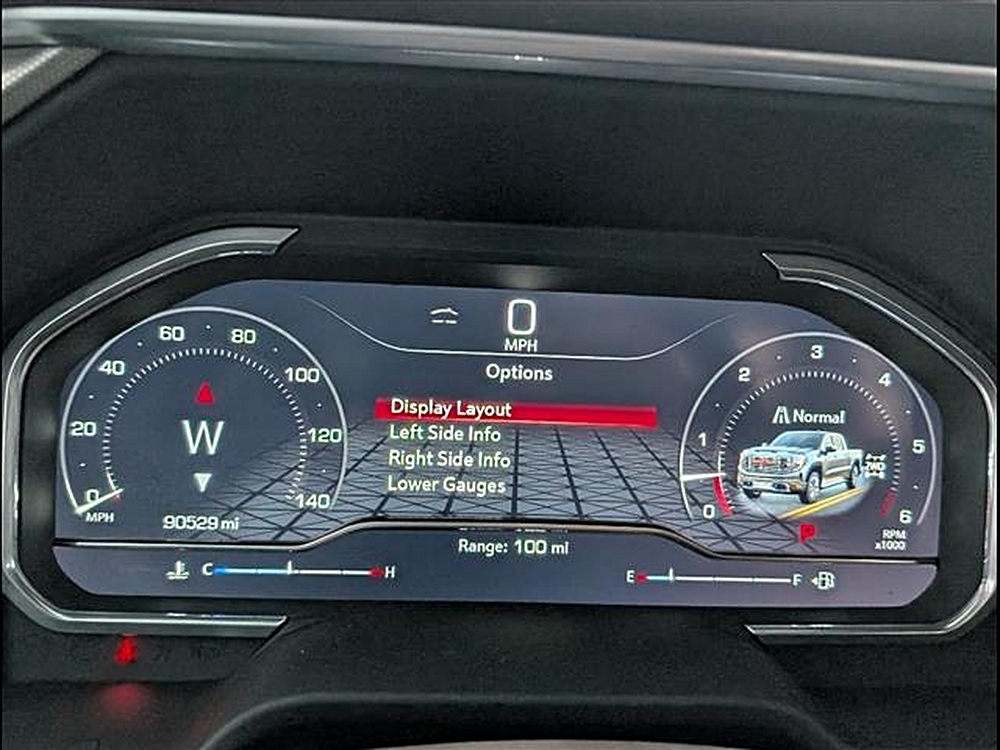 0
MPH
Options
Display Layout
Left Side Info
Right Side Info
Lower Gauges
0
20
40
60
80
100
120
140
MPH
W
90529 mi
0
1
2
3
4
5
6
RPM
x1000
Normal
2WD
P
Range: 100 mi
C
H
E
F